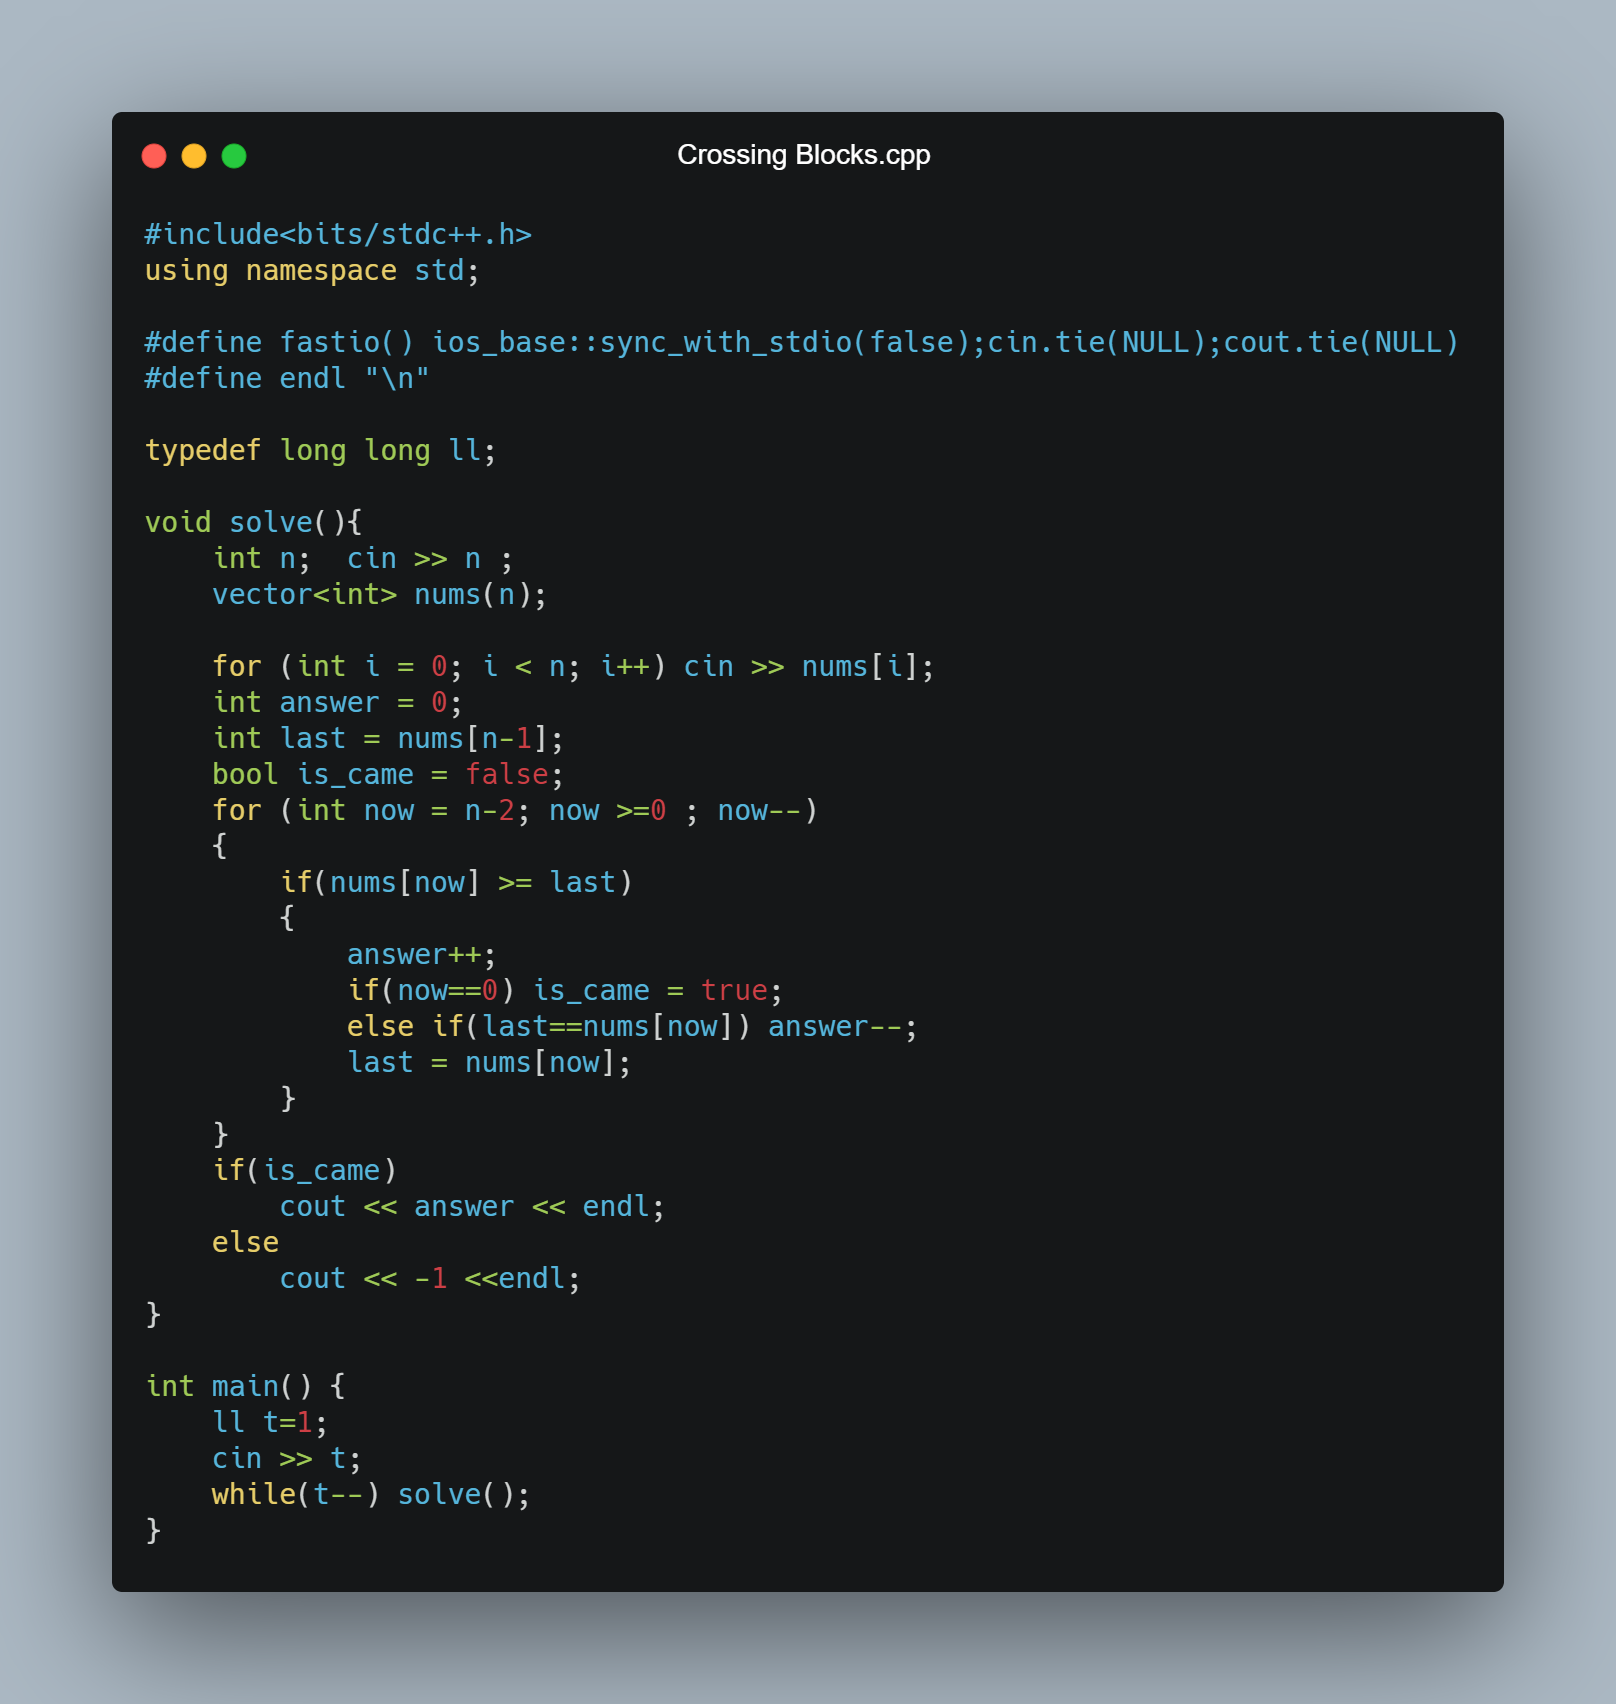 Crossing Blocks.cpp
#include<bits/stdc++.h>
using namespace std;
#define fastio() ios_base::sync_with_stdio(false);cin.tie(NULL);cout.tie(NULL)
#define endl "\n"
typedef long long ll;
void solve(){
    int n;  cin >> n ;
    vector<int> nums(n);
    for (int i = 0; i < n; i++) cin >> nums[i];
    int answer = 0;
    int last = nums[n-1];
    bool is_came = false;
    for (int now = n-2; now >=0 ; now--)
    {
        if(nums[now] >= last)
        {
            answer++;
            if(now==0) is_came = true;
            else if(last==nums[now]) answer--;
            last = nums[now];
        }
    }
    if(is_came)
        cout << answer << endl;
    else
        cout << -1 <<endl;
}
int main() {
    ll t=1;
    cin >> t;
    while(t--) solve();
}